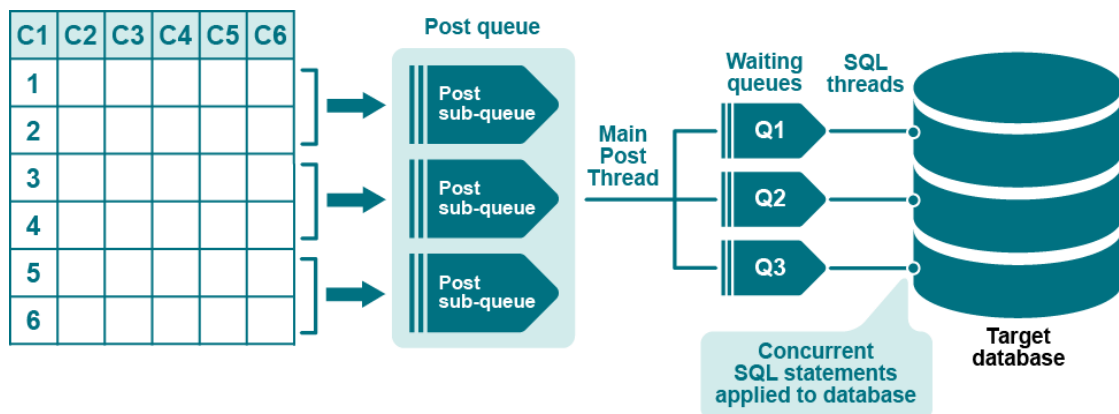 C1 C2 C3 C4 C5 C6
1
2
3
4
5
6
Post queue
Post
sub-queue
Post
sub-queue
Post
sub-queue
Main
Post
Thread
Waiting
queues
Q1
Q2
Q3
SQL
threads
Concurrent
SQL statements
applied to database
Target
database